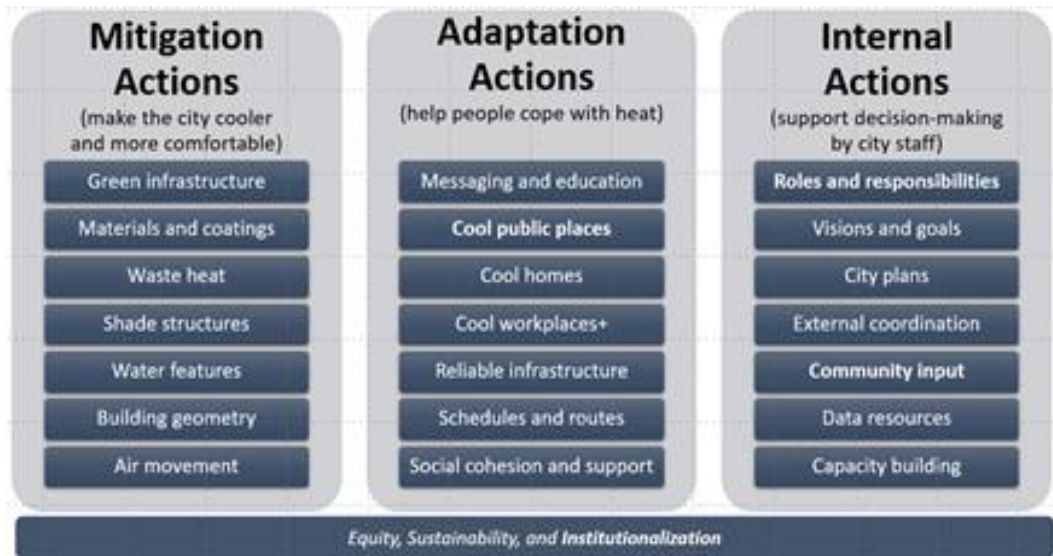 Mitigation
Actions
(make the city cooler
and more comfortable)
Green infrastructure
Materials and coatings
Waste heat
Shade structures
Water features
Building geometry
Air movement
Adaptation
Actions
(help people cope with heat)
Messaging and education
Cool public places
Cool homes
Cool workplaces+
Reliable infrastructure
Schedules and routes
Social cohesion and support
Internal
Actions
(support decision-making
by city staff)
Roles and responsibilities
Visions and goals
City plans
External coordination
Community input
Data resources
Capacity building
Equity, Sustainability, and Institutionalization